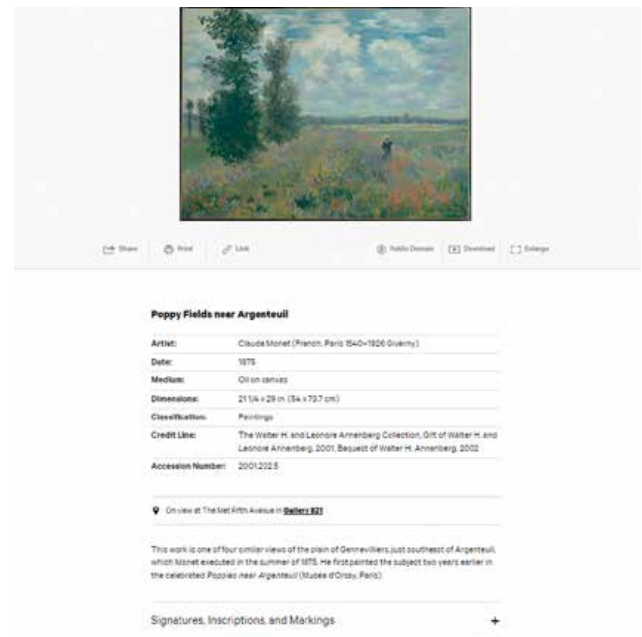 Share Print Link Public Domain Download Enlarge
Poppy Fields near Argenteuil
Artist: Claude Monet (French, Paris 1840–1926 Giverny)
Date: 1875
Medium: Oil on canvas
Dimensions: 21 1/4 x 29 in. (54 x 73.7 cm)
Classification: Paintings
Credit Line: The Walter H. and Leonore Annenberg Collection, Gift of Walter H. and
Leonore Annenberg, 2001, Bequest of Walter H. Annenberg, 2002
Accession Number: 2001.202.5
On view at The Met Fifth Avenue in Gallery 821
This work is one of four similar views of the plain of Gennevilliers, just southeast of Argenteuil,
which Monet executed in the summer of 1875. He first painted the subject two years earlier in
the celebrated Poppies near Argenteuil (Musée d'Orsay, Paris).
Signatures, Inscriptions, and Markings +